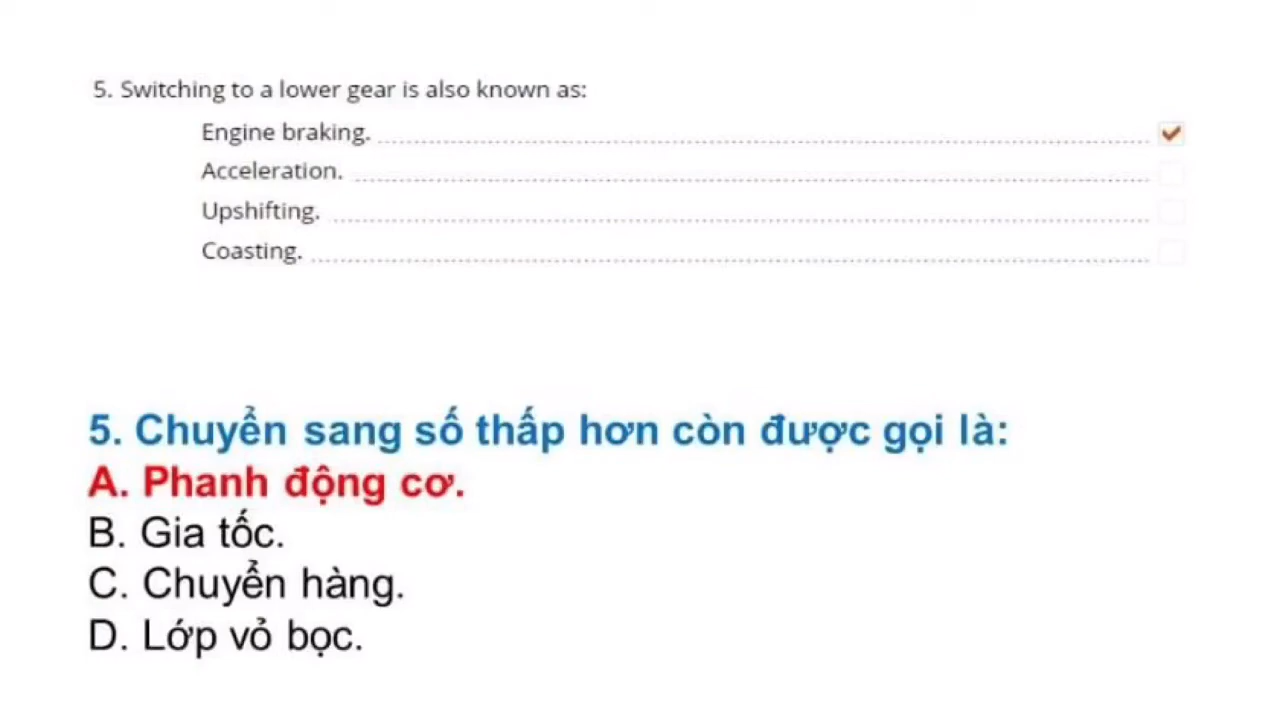 5. Switching to a lower gear is also known as:
Engine braking.
Acceleration.
Upshifting.
Coasting.
5. Chuyển sang số thấp hơn còn được gọi là:
A. Phanh động cơ.
B. Gia tốc.
C. Chuyển hàng.
D. Lớp vỏ bọc.